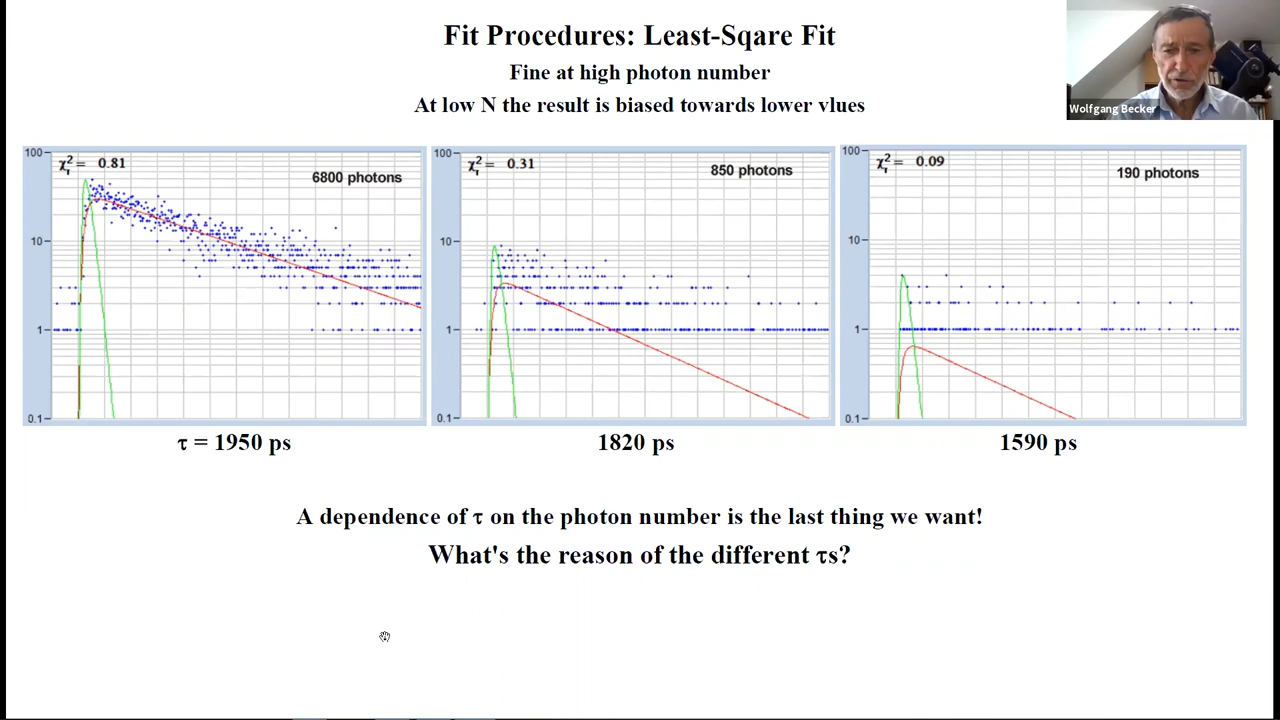 Fit Procedures: Least-Sqare Fit
Fine at high photon number
At low N the result is biased towards lower vlues
Wolfgang Becker
100
10
1
0.1
χ²r = 0.81
6800 photons
τ = 1950 ps
100
10
1
0.1
χ²r = 0.31
850 photons
1820 ps
100
10
1
0.1
χ²r = 0.09
190 photons
1590 ps
A dependence of τ on the photon number is the last thing we want!
What's the reason of the different τs?